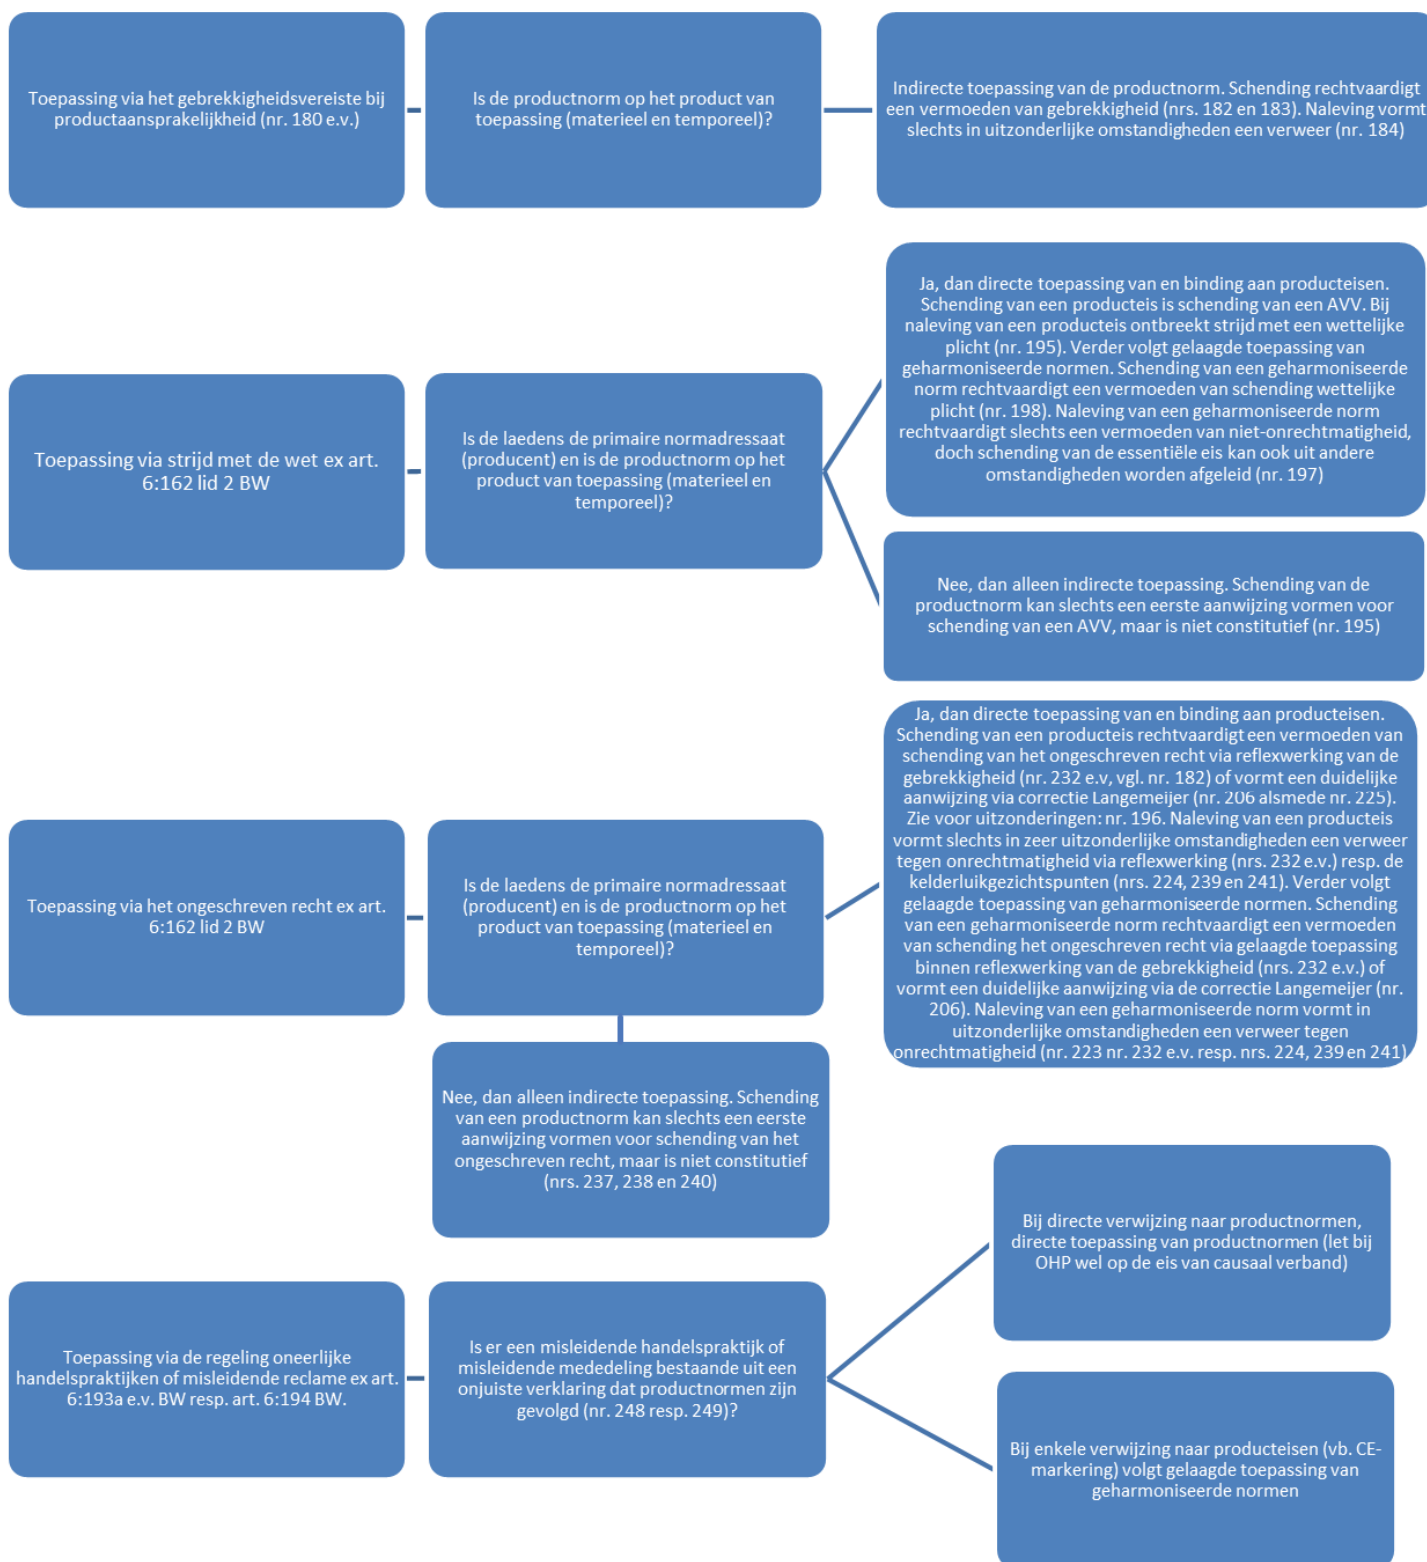 Toepassing via het gebrekkigheidsvereiste bij
productaansprakelijkheid (nr. 180 e.v.)
Is de productnorm op het product van
toepassing (materieel en temporeel)?
Indirecte toepassing van de productnorm. Schending rechtvaardigt
een vermoeden van gebrekkigheid (nrs. 182 en 183). Naleving vormt
slechts in uitzonderlijke omstandigheden een verweer (nr. 184)
Toepassing via strijd met de wet ex art.
6:162 lid 2 BW
Is de laedens de primaire normadressaat
(producent) en is de productnorm op het
product van toepassing (materieel en
temporeel)?
Ja, dan directe toepassing van en binding aan producteisen.
Schending van een producteis is schending van een AVV. Bij
naleving van een producteis ontbreekt strijd met een wettelijke
plicht (nr. 195). Verder volgt gelaagde toepassing van
geharmoniseerde normen. Schending van een geharmoniseerde
norm rechtvaardigt een vermoeden van schending wettelijke
plicht (nr. 198). Naleving van een geharmoniseerde norm
rechtvaardigt slechts een vermoeden van niet-onrechtmatigheid,
doch schending van de essentiële eis kan ook uit andere
omstandigheden worden afgeleid (nr. 197)
Nee, dan alleen indirecte toepassing. Schending van de
productnorm kan slechts een eerste aanwijzing vormen voor
schending van een AVV, maar is niet constitutief (nr. 195)
Toepassing via het ongeschreven recht ex art.
6:162 lid 2 BW
Is de laedens de primaire normadressaat
(producent) en is de productnorm op het
product van toepassing (materieel en
temporeel)?
Ja, dan directe toepassing van en binding aan producteisen.
Schending van een producteis rechtvaardigt een vermoeden van
schending van het ongeschreven recht via reflexwerking van de
gebrekkigheid (nr. 232 e.v, vgl. nr. 182) of vormt een duidelijke
aanwijzing via correctie Langemeijer (nr. 206 alsmede nr. 225).
Zie voor uitzonderingen: nr. 196. Naleving van een producteis
vormt slechts in zeer uitzonderlijke omstandigheden een verweer
tegen onrechtmatigheid via reflexwerking (nrs. 232 e.v.) resp. de
kelderluikgezichtspunten (nrs. 224, 239 en 241). Verder volgt
gelaagde toepassing van geharmoniseerde normen. Schending
van een geharmoniseerde norm rechtvaardigt een vermoeden
van schending het ongeschreven recht via gelaagde toepassing
binnen reflexwerking van de gebrekkigheid (nrs. 232 e.v.) of
vormt een duidelijke aanwijzing via de correctie Langemeijer (nr.
206). Naleving van een geharmoniseerde norm vormt in
uitzonderlijke omstandigheden een verweer tegen
onrechtmatigheid (nr. 223 nr. 232 e.v. resp. nrs. 224, 239 en 241)
Nee, dan alleen indirecte toepassing. Schending
van een productnorm kan slechts een eerste
aanwijzing vormen voor schending van het
ongeschreven recht, maar is niet constitutief
(nrs. 237, 238 en 240)
Toepassing via de regeling oneerlijke
handelspraktijken of misleidende reclame ex art.
6:193a e.v. BW resp. art. 6:194 BW.
Is er een misleidende handelspraktijk of
misleidende mededeling bestaande uit een
onjuiste verklaring dat productnormen zijn
gevolgd (nr. 248 resp. 249)?
Bij directe verwijzing naar productnormen,
directe toepassing van productnormen (let bij
OHP wel op de eis van causaal verband)
Bij enkele verwijzing naar producteisen (vb. CE-
markering) volgt gelaagde toepassing van
geharmoniseerde normen